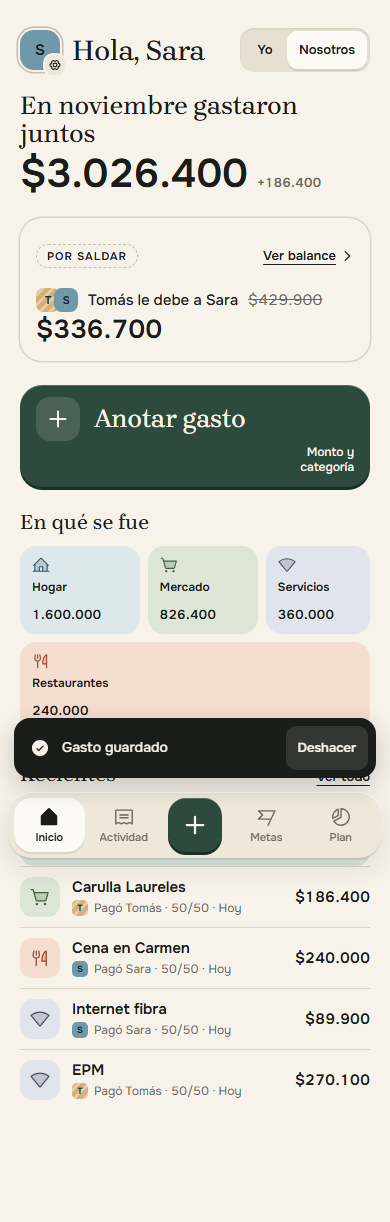 S
Hola, Sara
Yo
Nosotros
En noviembre gastaron
juntos
$3.026.400 +186.400
POR SALDAR
Ver balance
T S Tomás le debe a Sara $429.900
$336.700
Anotar gasto
Monto y
categoría
En qué se fue
Hogar
1.600.000
Mercado
826.400
Servicios
360.000
Restaurantes
240.000
Gasto guardado
Deshacer
Recientes
Ver todo
Inicio
Actividad
Metas
Plan
Carulla Laureles
T Pagó Tomás · 50/50 · Hoy
$186.400
Cena en Carmen
S Pagó Sara · 50/50 · Hoy
$240.000
Internet fibra
S Pagó Sara · 50/50 · Hoy
$89.900
EPM
T Pagó Tomás · 50/50 · Hoy
$270.100